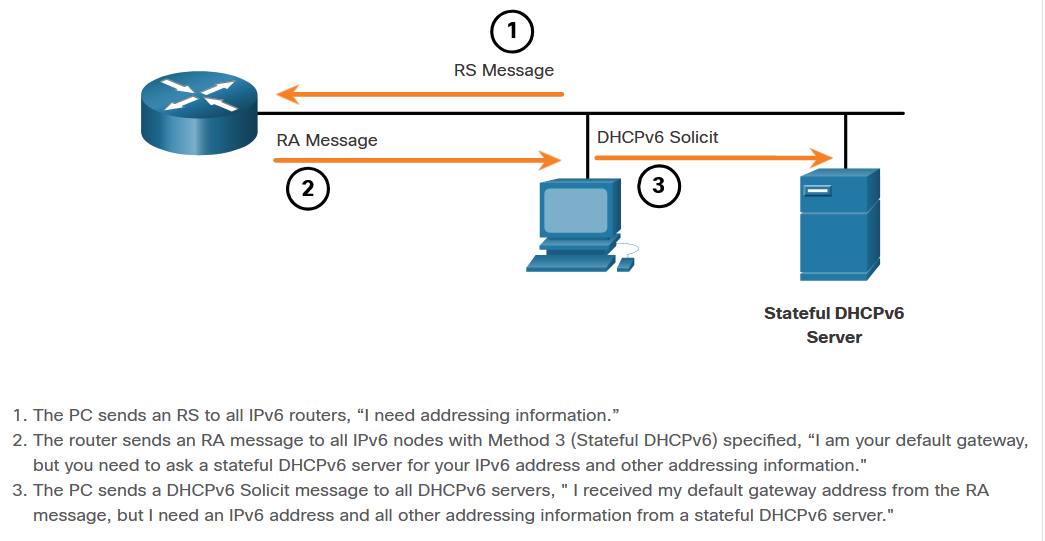 1
RS Message
RA Message
DHCPv6 Solicit
2
3
Stateful DHCPv6
Server
1. The PC sends an RS to all IPv6 routers, “I need addressing information.”
2. The router sends an RA message to all IPv6 nodes with Method 3 (Stateful DHCPv6) specified, “I am your default gateway,
but you need to ask a stateful DHCPv6 server for your IPv6 address and other addressing information."
3. The PC sends a DHCPv6 Solicit message to all DHCPv6 servers, " I received my default gateway address from the RA
message, but I need an IPv6 address and all other addressing information from a stateful DHCPv6 server."